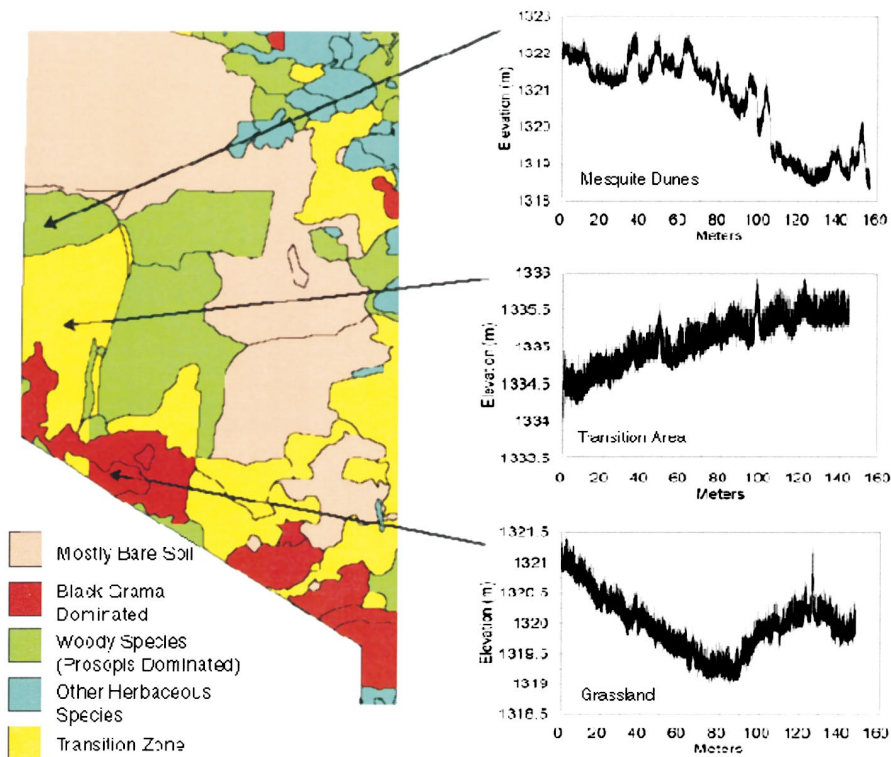 Mostly Bare Soil
Black Grama
Dominated
Woody Species
(Prosopis Dominated)
Other Herbaceous
Species
Transition Zone
Elevation (m)
1323
1322
1321
1320
1319
1318
0 20 40 60 80 100 120 140 160
Meters
Mesquite Dunes
Elevation (m)
1333
1335.5
1335
1334.5
1334
1333.5
0 20 40 60 80 100 120 140 160
Meters
Transition Area
Elevation (m)
1321.5
1321
1320.5
1320
1319.5
1319
1318.5
0 20 40 60 80 100 120 140 160
Meters
Grassland